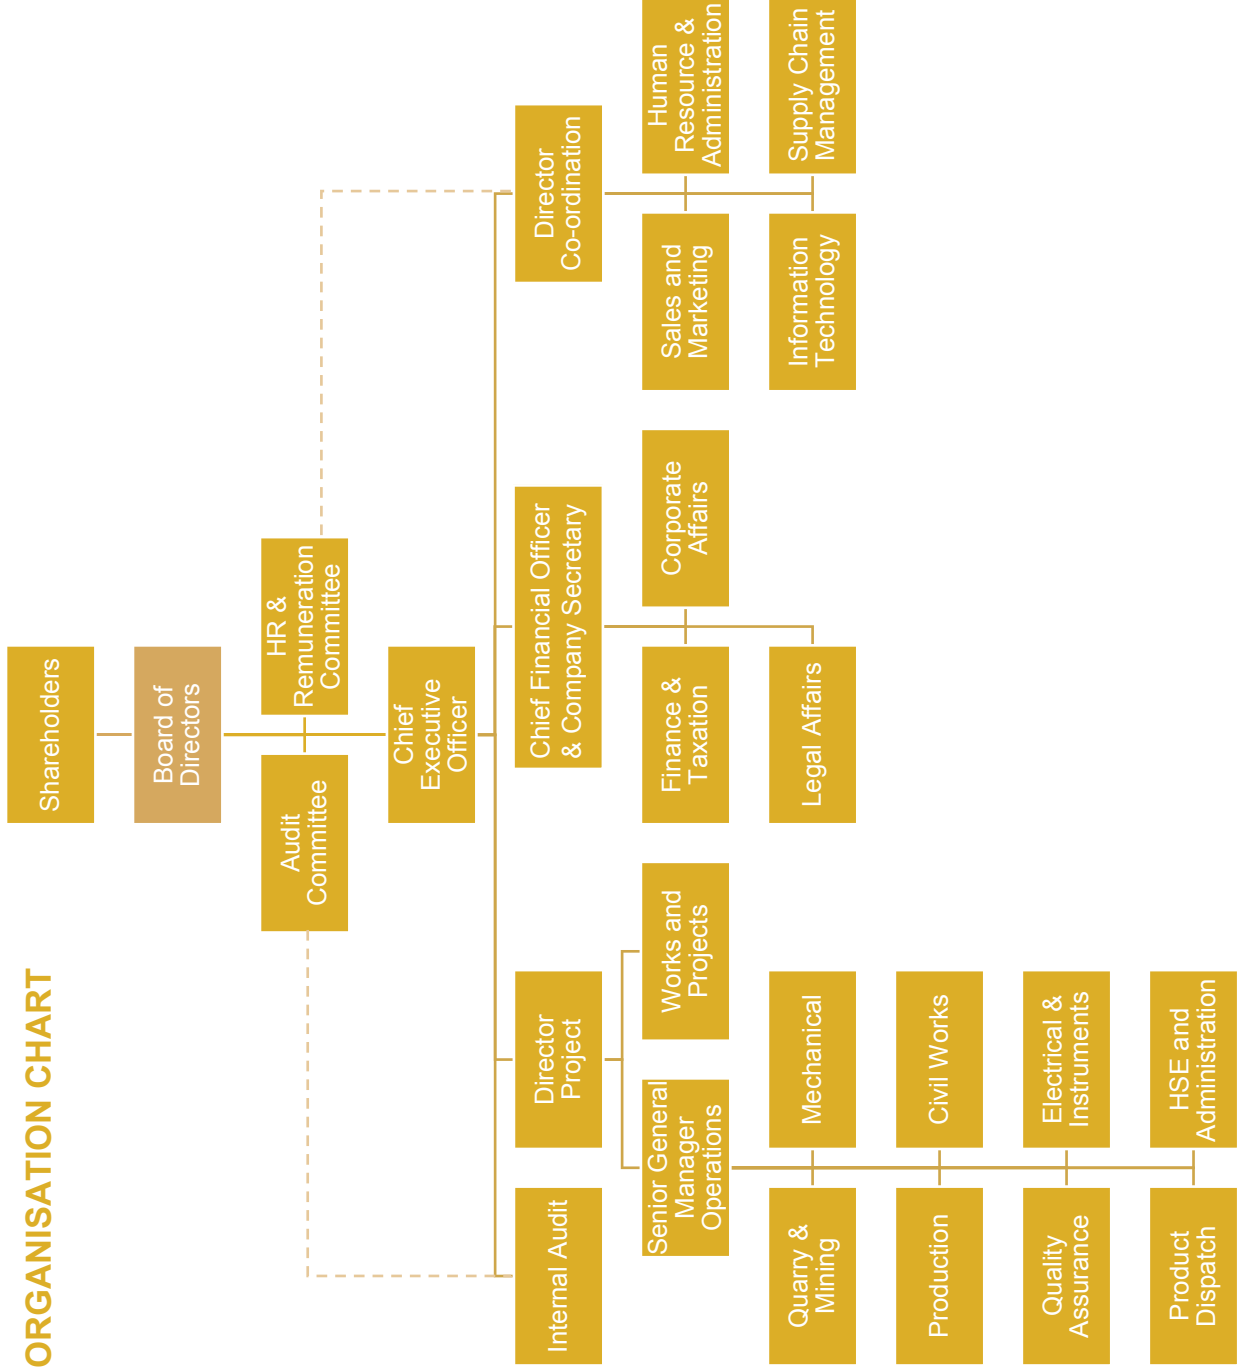 ORGANISATION CHART
Shareholders
Board of
Directors
Audit
Committee
HR &
Remuneration
Committee
Chief
Executive
Officer
Internal Audit
Director
Project
Chief Financial Officer
& Company Secretary
Director
Co-ordination
Senior General
Manager
Operations
Works and
Projects
Finance &
Taxation
Corporate
Affairs
Sales and
Marketing
Human
Resource &
Administration
Quarry &
Mining
Mechanical
Legal Affairs
Information
Technology
Supply Chain
Management
Production
Civil Works
Quality
Assurance
Electrical &
Instruments
Product
Dispatch
HSE and
Administration